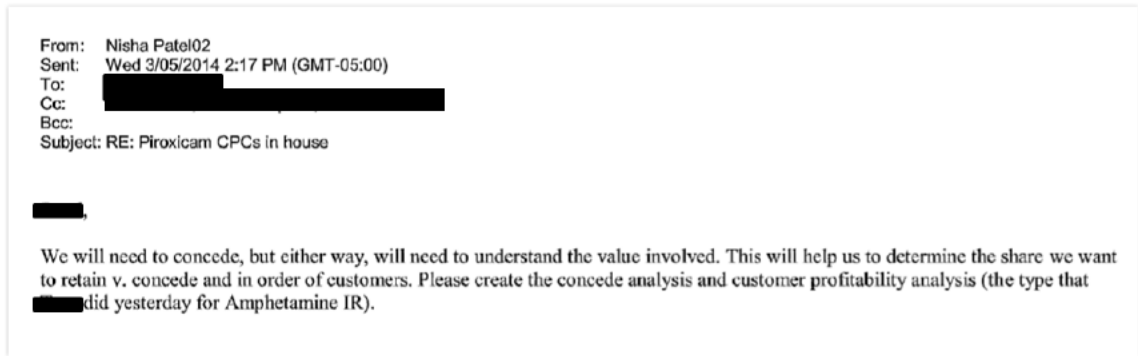 From: Nisha Patel02
Sent: Wed 3/05/2014 2:17 PM (GMT-05:00)
To:
Cc:
Bcc:
Subject: RE: Piroxicam CPCs in house
,
We will need to concede, but either way, will need to understand the value involved. This will help us to determine the share we want
to retain v. concede and in order of customers. Please create the concede analysis and customer profitability analysis (the type that
did yesterday for Amphetamine IR).